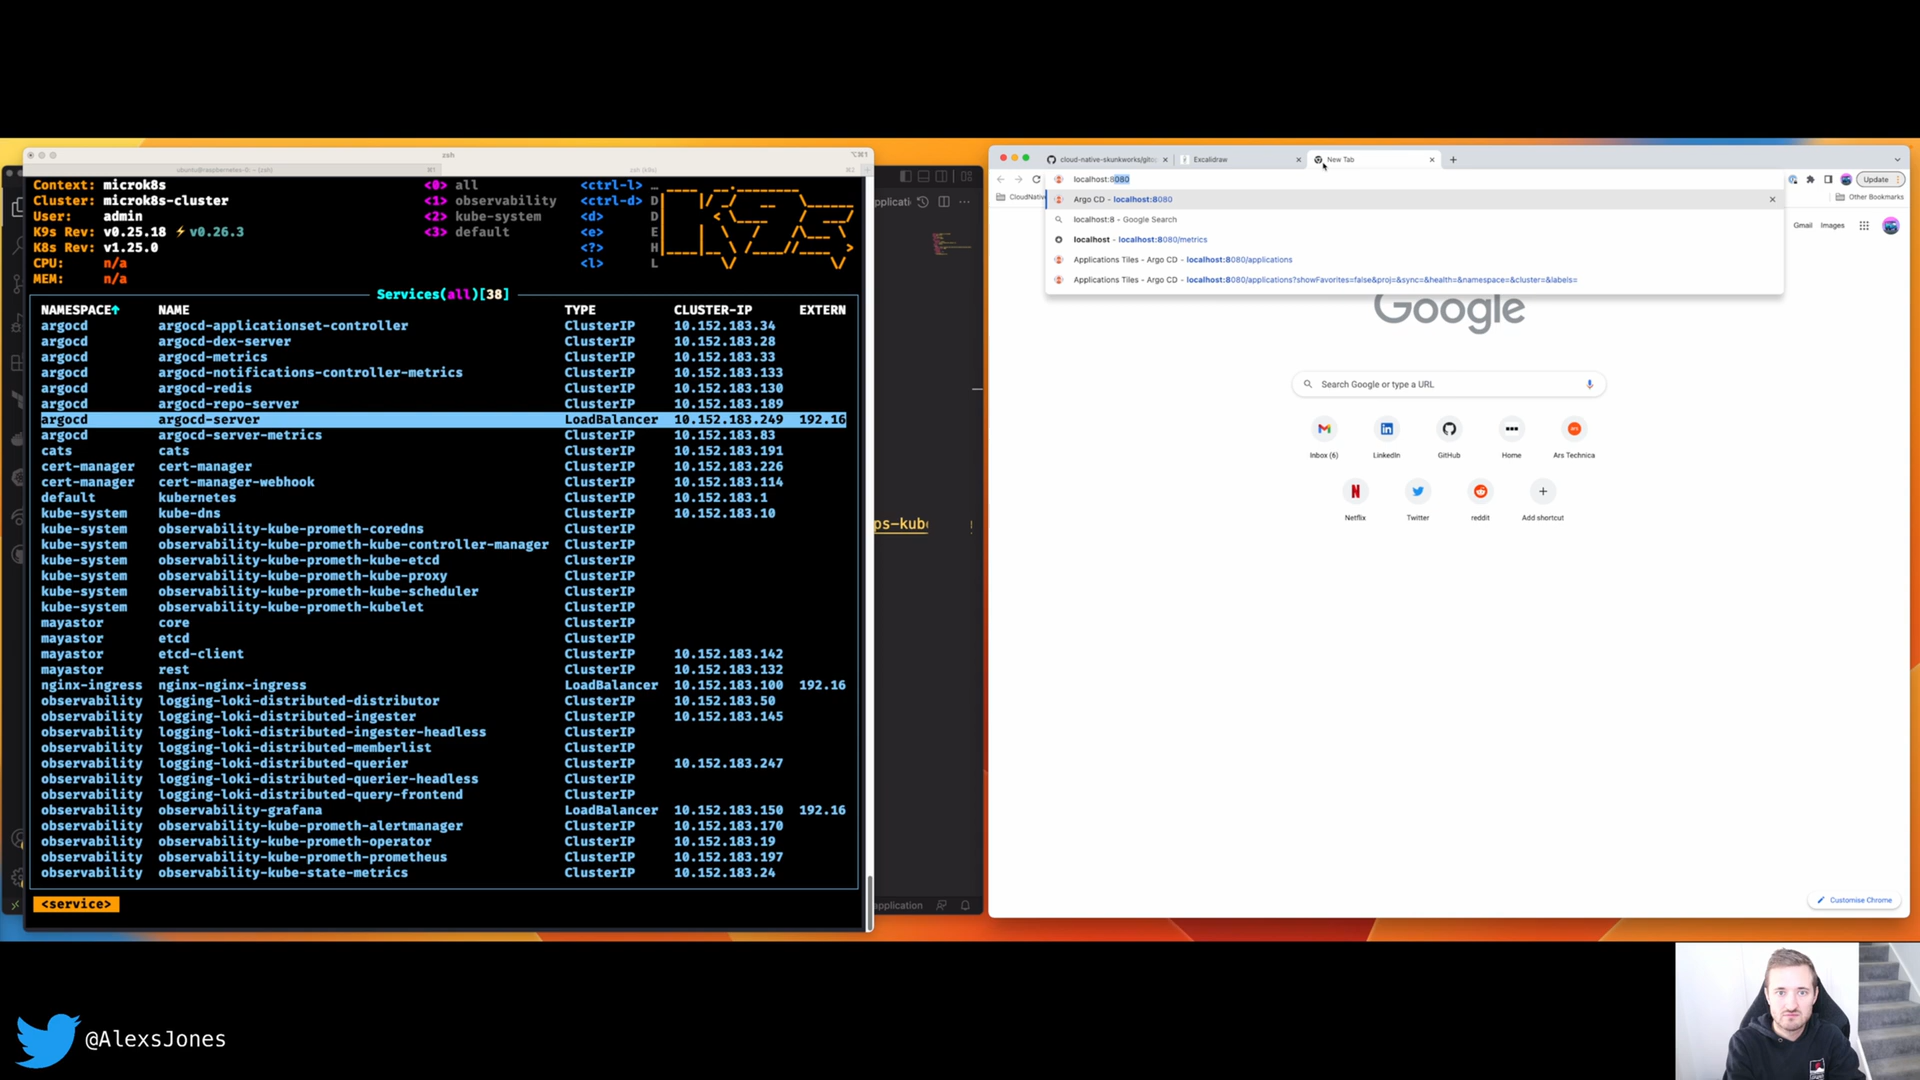 zsh
⌥⌘1
ubuntu@raspbernetes-0: ~ (zsh)
⌘1
zsh (k9s)
⌘2
Context: microk8s
<0> all
<ctrl-l> …
Cluster: microk8s-cluster
<1> observability
<ctrl-d> D
User: admin
<2> kube-system
<d> D
K9s Rev: v0.25.18 ⚡v0.26.3
<3> default
<e> E
K8s Rev: v1.25.0
<?> H
CPU: n/a
<l> L
MEM: n/a
Services(all)[38]
NAMESPACE↑ NAME TYPE CLUSTER-IP EXTERN
argocd argocd-applicationset-controller ClusterIP 10.152.183.34
argocd argocd-dex-server ClusterIP 10.152.183.28
argocd argocd-metrics ClusterIP 10.152.183.33
argocd argocd-notifications-controller-metrics ClusterIP 10.152.183.133
argocd argocd-redis ClusterIP 10.152.183.130
argocd argocd-repo-server ClusterIP 10.152.183.189
argocd argocd-server LoadBalancer 10.152.183.249 192.16
argocd argocd-server-metrics ClusterIP 10.152.183.83
cats cats ClusterIP 10.152.183.191
cert-manager cert-manager ClusterIP 10.152.183.226
cert-manager cert-manager-webhook ClusterIP 10.152.183.114
default kubernetes ClusterIP 10.152.183.1
kube-system kube-dns ClusterIP 10.152.183.10
kube-system observability-kube-prometh-coredns ClusterIP
kube-system observability-kube-prometh-kube-controller-manager ClusterIP
kube-system observability-kube-prometh-kube-etcd ClusterIP
kube-system observability-kube-prometh-kube-proxy ClusterIP
kube-system observability-kube-prometh-kube-scheduler ClusterIP
kube-system observability-kube-prometh-kubelet ClusterIP
mayastor core ClusterIP
mayastor etcd ClusterIP
mayastor etcd-client ClusterIP 10.152.183.142
mayastor rest ClusterIP 10.152.183.132
nginx-ingress nginx-nginx-ingress LoadBalancer 10.152.183.100 192.16
observability logging-loki-distributed-distributor ClusterIP 10.152.183.50
observability logging-loki-distributed-ingester ClusterIP 10.152.183.145
observability logging-loki-distributed-ingester-headless ClusterIP
observability logging-loki-distributed-memberlist ClusterIP
observability logging-loki-distributed-querier ClusterIP 10.152.183.247
observability logging-loki-distributed-querier-headless ClusterIP
observability logging-loki-distributed-query-frontend ClusterIP
observability observability-grafana LoadBalancer 10.152.183.150 192.16
observability observability-kube-prometh-alertmanager ClusterIP 10.152.183.170
observability observability-kube-prometh-operator ClusterIP 10.152.183.19
observability observability-kube-prometh-prometheus ClusterIP 10.152.183.197
observability observability-kube-state-metrics ClusterIP 10.152.183.24
<service>
applicati
ps-kube
application
cloud-native-skunkworks/gitop
Excalidraw
New Tab
localhost:8080
Update
CloudNativ
Other Bookmarks
Argo CD - localhost:8080
localhost:8 - Google Search
localhost - localhost:8080/metrics
Applications Tiles - Argo CD - localhost:8080/applications
Applications Tiles - Argo CD - localhost:8080/applications?showFavorites=false&proj=&sync=&health=&namespace=&cluster=&labels=
Gmail
Images
Google
Search Google or type a URL
Inbox (6)
LinkedIn
GitHub
Home
Ars Technica
Netflix
Twitter
reddit
Add shortcut
Customise Chrome
@AlexsJones